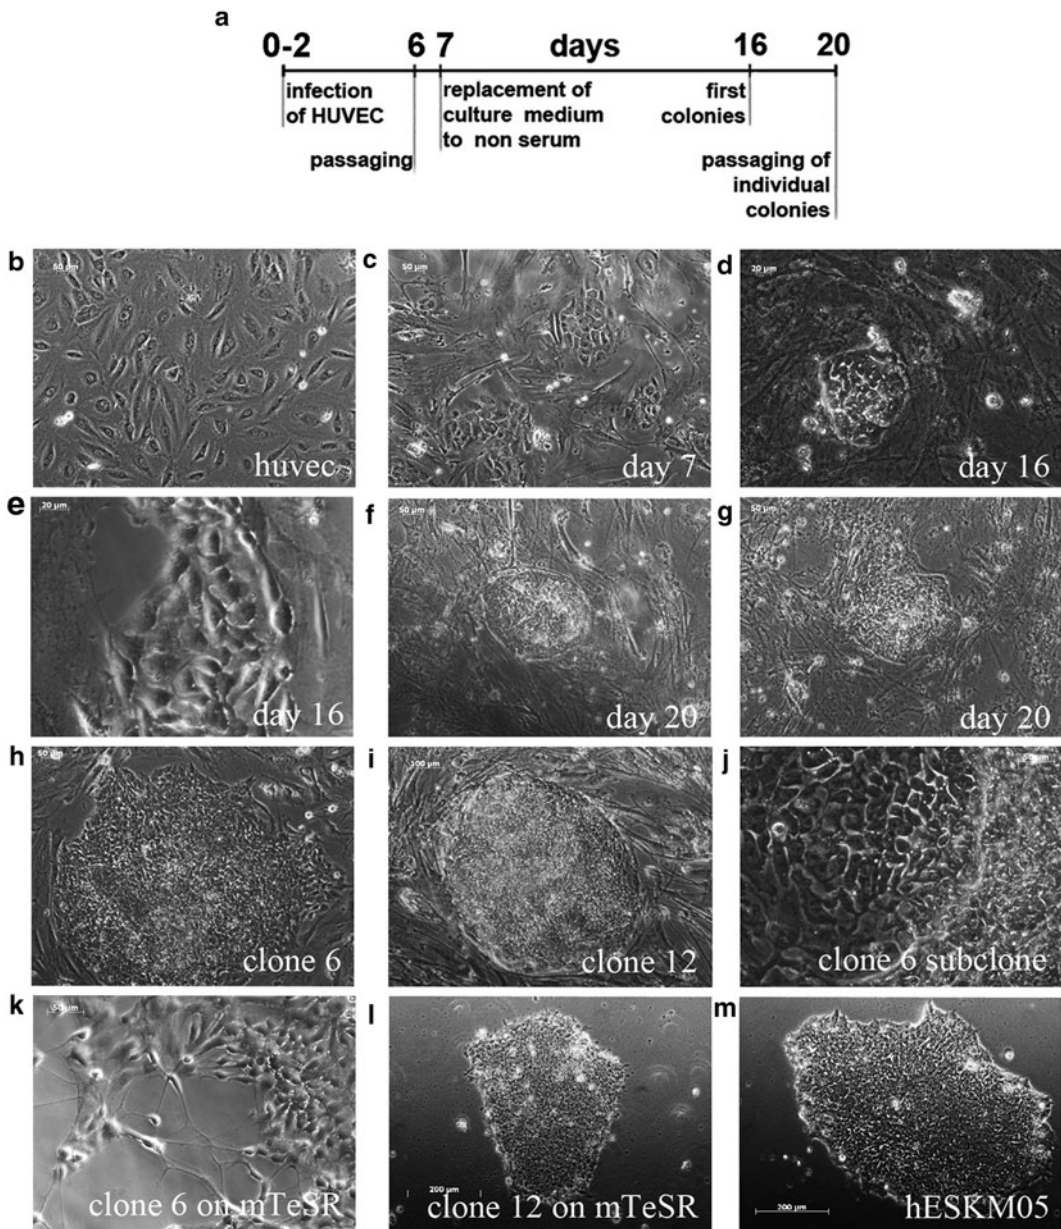 a
0-2 6 7 days 16 20
infection
of HUVEC
passaging
replacement of
culture medium
to non serum
first
colonies
passaging of
individual
colonies
b
50 µm
huvec
c
50 µm
day 7
d
20 µm
day 16
e
20 µm
day 16
f
50 µm
day 20
g
50 µm
day 20
h
50 µm
clone 6
i
100 µm
clone 12
j
clone 6 subclone
k
50 µm
clone 6 on mTeSR
l
200 µm
clone 12 on mTeSR
m
200 µm
hESKM05